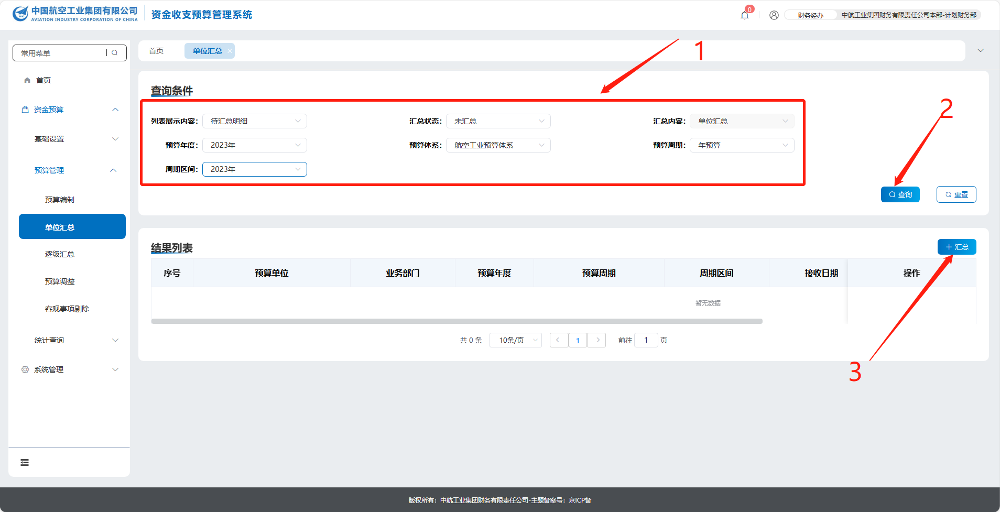 中国航空工业集团有限公司
AVIATION INDUSTRY CORPORATION OF CHINA
资金收支预算管理系统
0
财务经办
中航工业集团财务有限责任公司本部-计划财务部
常用菜单
首页
资金预算
基础设置
预算管理
预算编制
单位汇总
逐级汇总
预算调整
客观事项剔除
统计查询
系统管理
首页
单位汇总
1
查询条件
列表展示内容: 待汇总明细
汇总状态: 未汇总
汇总内容: 单位汇总
预算年度: 2023年
预算体系: 航空工业预算体系
预算周期: 年预算
周期区间: 2023年
2
查询
重置
结果列表
汇总
序号 预算单位 业务部门 预算年度 预算周期 周期区间 接收日期 操作
暂无数据
共 0 条 10条/页 1 前往 1 页
3
版权所有: 中航工业集团财务有限责任公司-主题备案号: 京ICP备